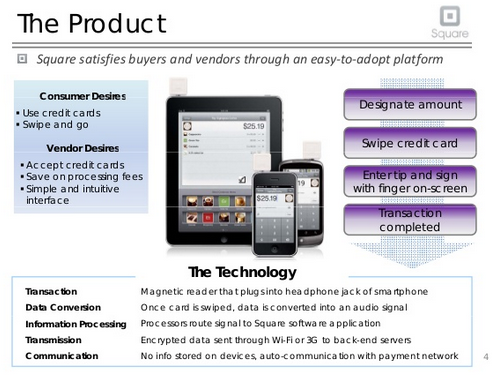 The Product
Square
Square satisfies buyers and vendors through an easy-to-adopt platform
Consumer Desires
• Use credit cards
• Swipe and go
Vendor Desires
• Accept credit cards
• Save on processing fees
• Simple and intuitive
interface
$25.19
$25.19
$25.19
Designate amount
Swipe credit card
Enter tip and sign
with finger on-screen
Transaction
completed
The Technology
Transaction Magnetic reader that plugs into headphone jack of smartphone
Data Conversion Once card is swiped, data is converted into an audio signal
Information Processing Processors route signal to Square software application
Transmission Encrypted data sent through Wi-Fi or 3G to back-end servers
Communication No info stored on devices, auto-communication with payment network
4